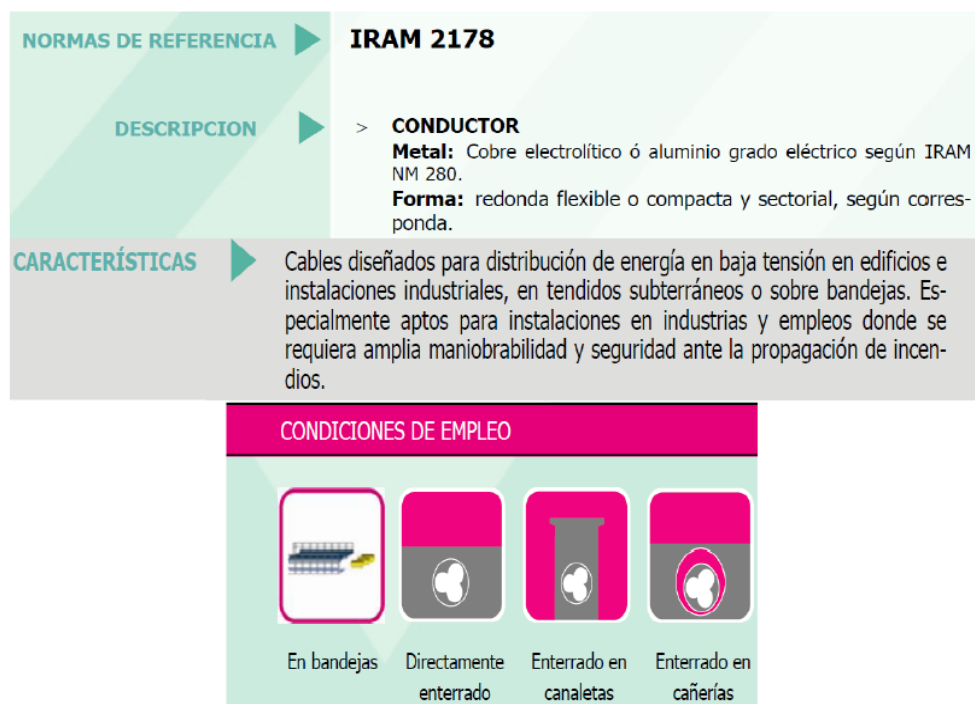 NORMAS DE REFERENCIA IRAM 2178
DESCRIPCION > CONDUCTOR
Metal: Cobre electrolítico ó aluminio grado eléctrico según IRAM
NM 280.
Forma: redonda flexible o compacta y sectorial, según corres-
ponda.
CARACTERÍSTICAS Cables diseñados para distribución de energía en baja tensión en edificios e
instalaciones industriales, en tendidos subterráneos o sobre bandejas. Es-
pecialmente aptos para instalaciones en industrias y empleos donde se
requiera amplia maniobrabilidad y seguridad ante la propagación de incen-
dios.
CONDICIONES DE EMPLEO
En bandejas
Directamente
enterrado
Enterrado en
canaletas
Enterrado en
cañerías